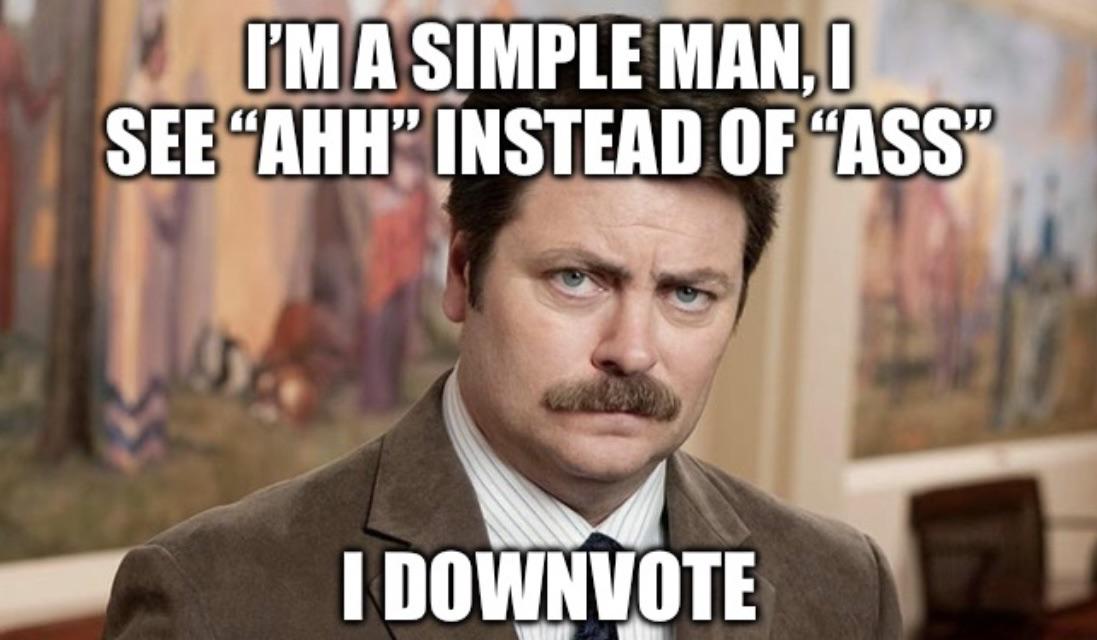 I'M A SIMPLE MAN, I
SEE “AHH” INSTEAD OF “ASS”
I DOWNVOTE